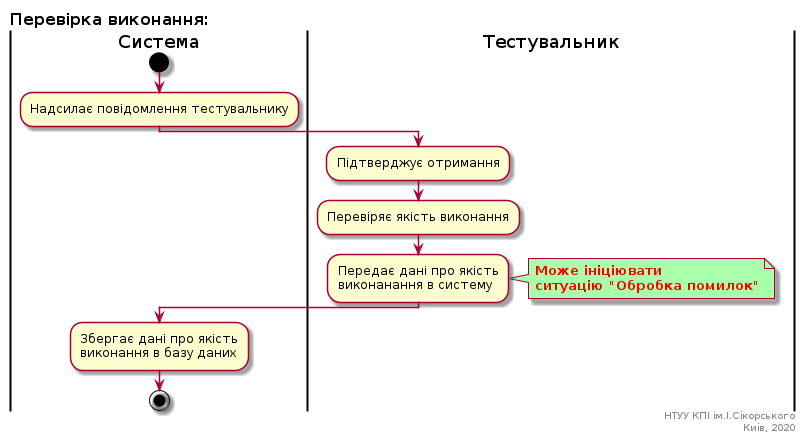 Перевірка виконання:
Система
Тестувальник
Надсилає повідомлення тестувальнику
Підтверджує отримання
Перевіряє якість виконання
Передає дані про якість
виконанання в систему
Може ініціювати
ситуацію "Обробка помилок"
Збергає дані про якість
виконання в базу даних
НТУУ КПІ ім.І.Сікорського
Київ, 2020